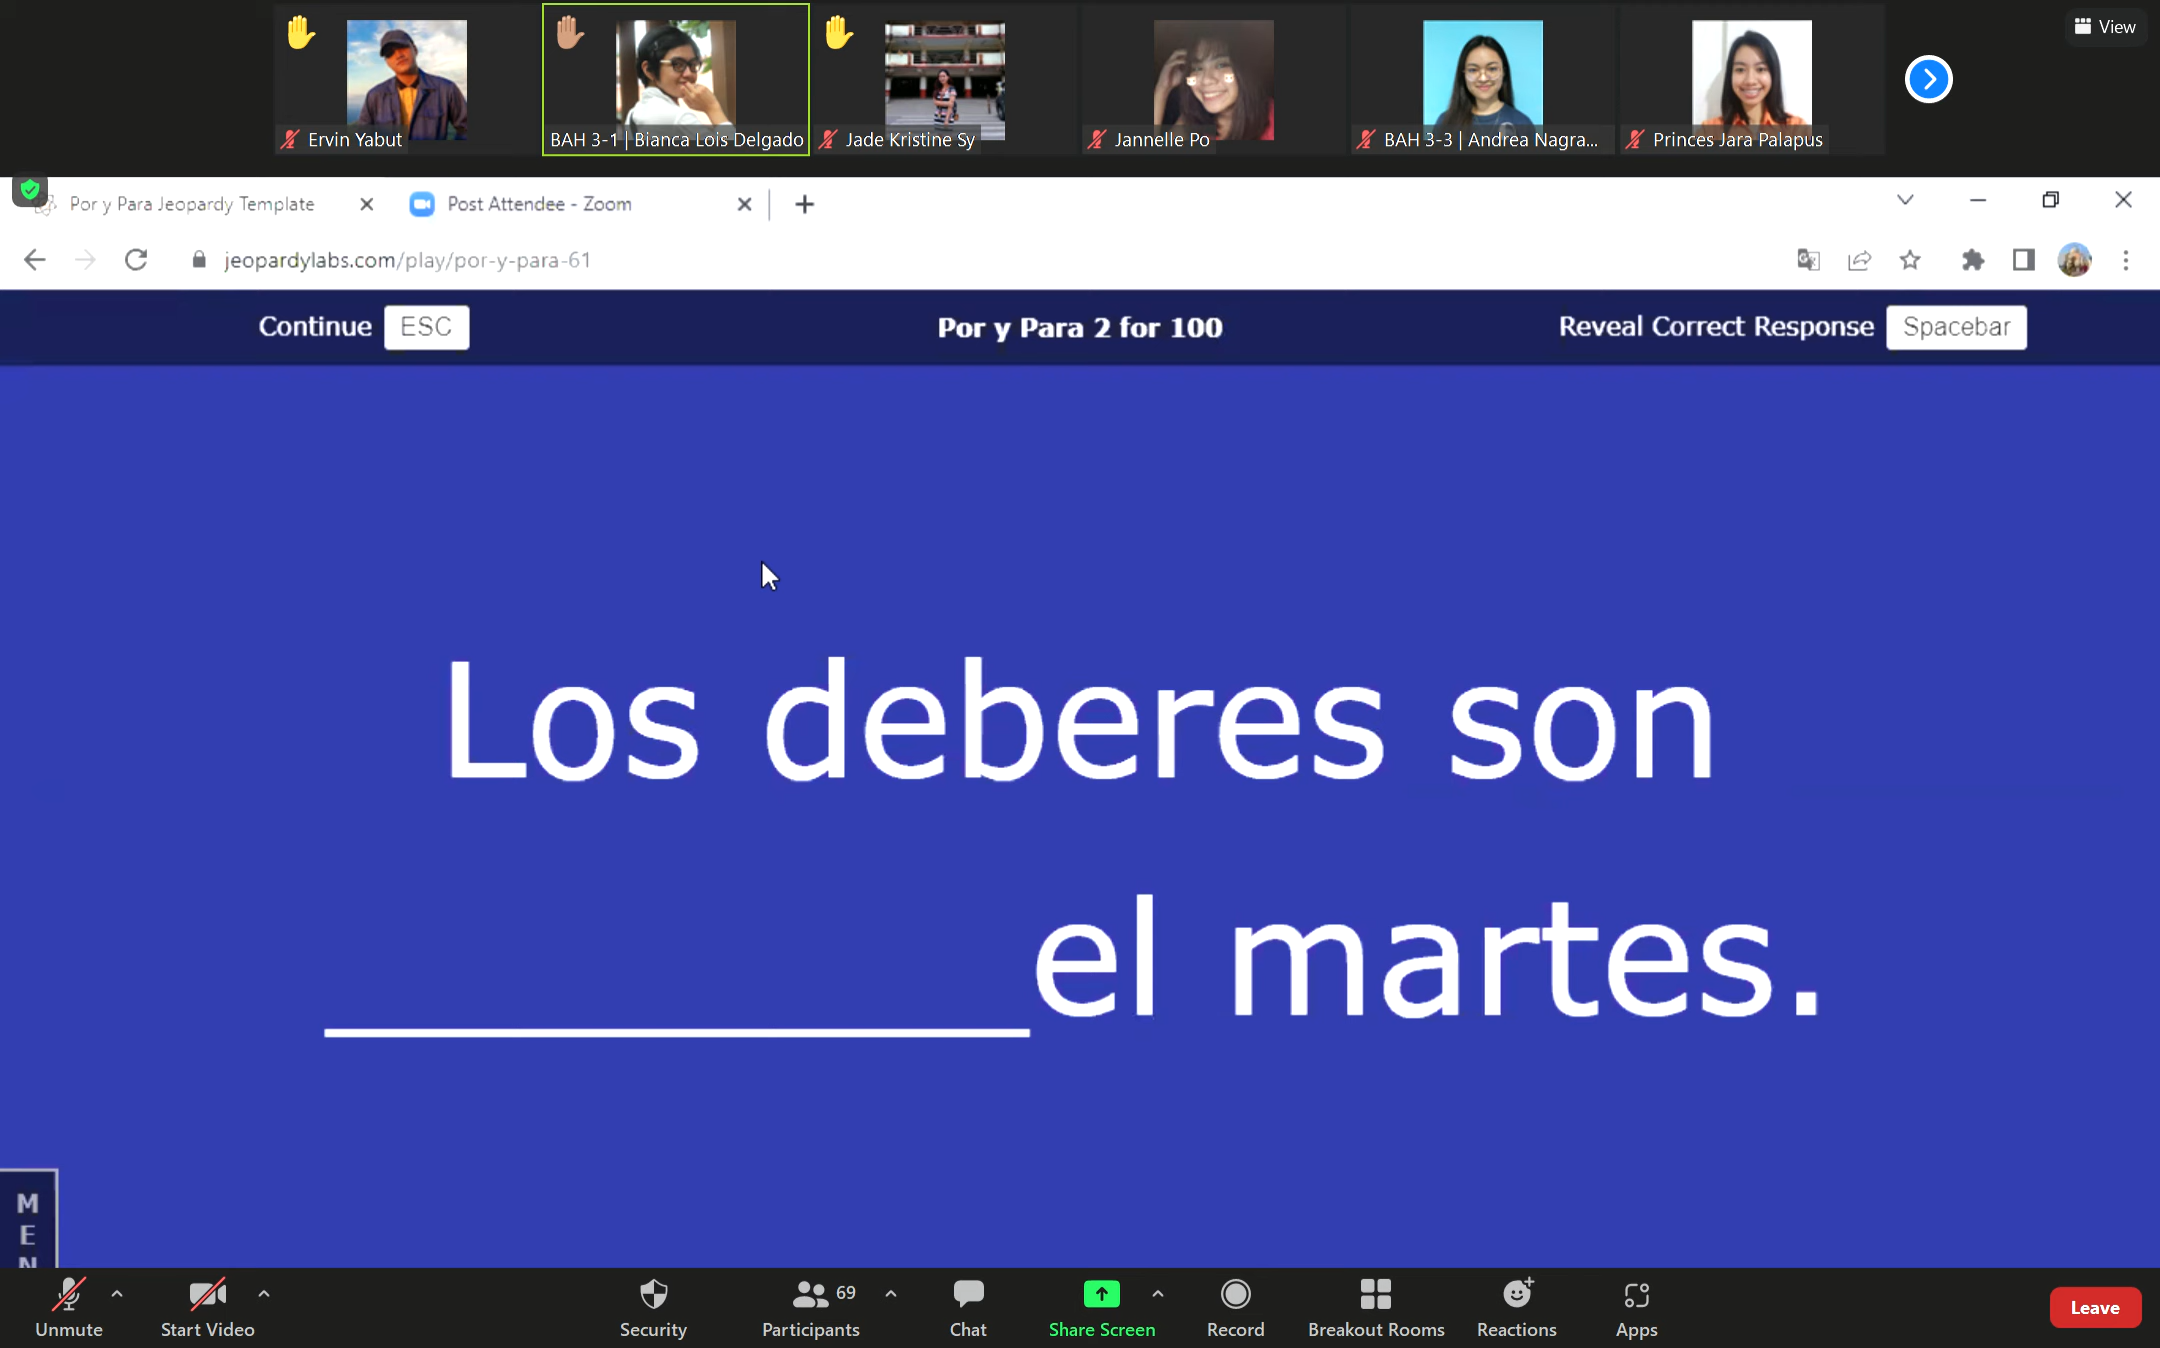 View
Ervin Yabut
BAH 3-1 | Bianca Lois Delgado
Jade Kristine Sy
Jannelle Po
BAH 3-3 | Andrea Nagra...
Princes Jara Palapus
Por y Para Jeopardy Template
Post Attendee - Zoom
jeopardylabs.com/play/por-y-para-61
Continue ESC
Por y Para 2 for 100
Reveal Correct Response Spacebar
Los deberes son
____________el martes.
M
E
N
Unmute
Start Video
Security
Participants 69
Chat
Share Screen
Record
Breakout Rooms
Reactions
Apps
Leave